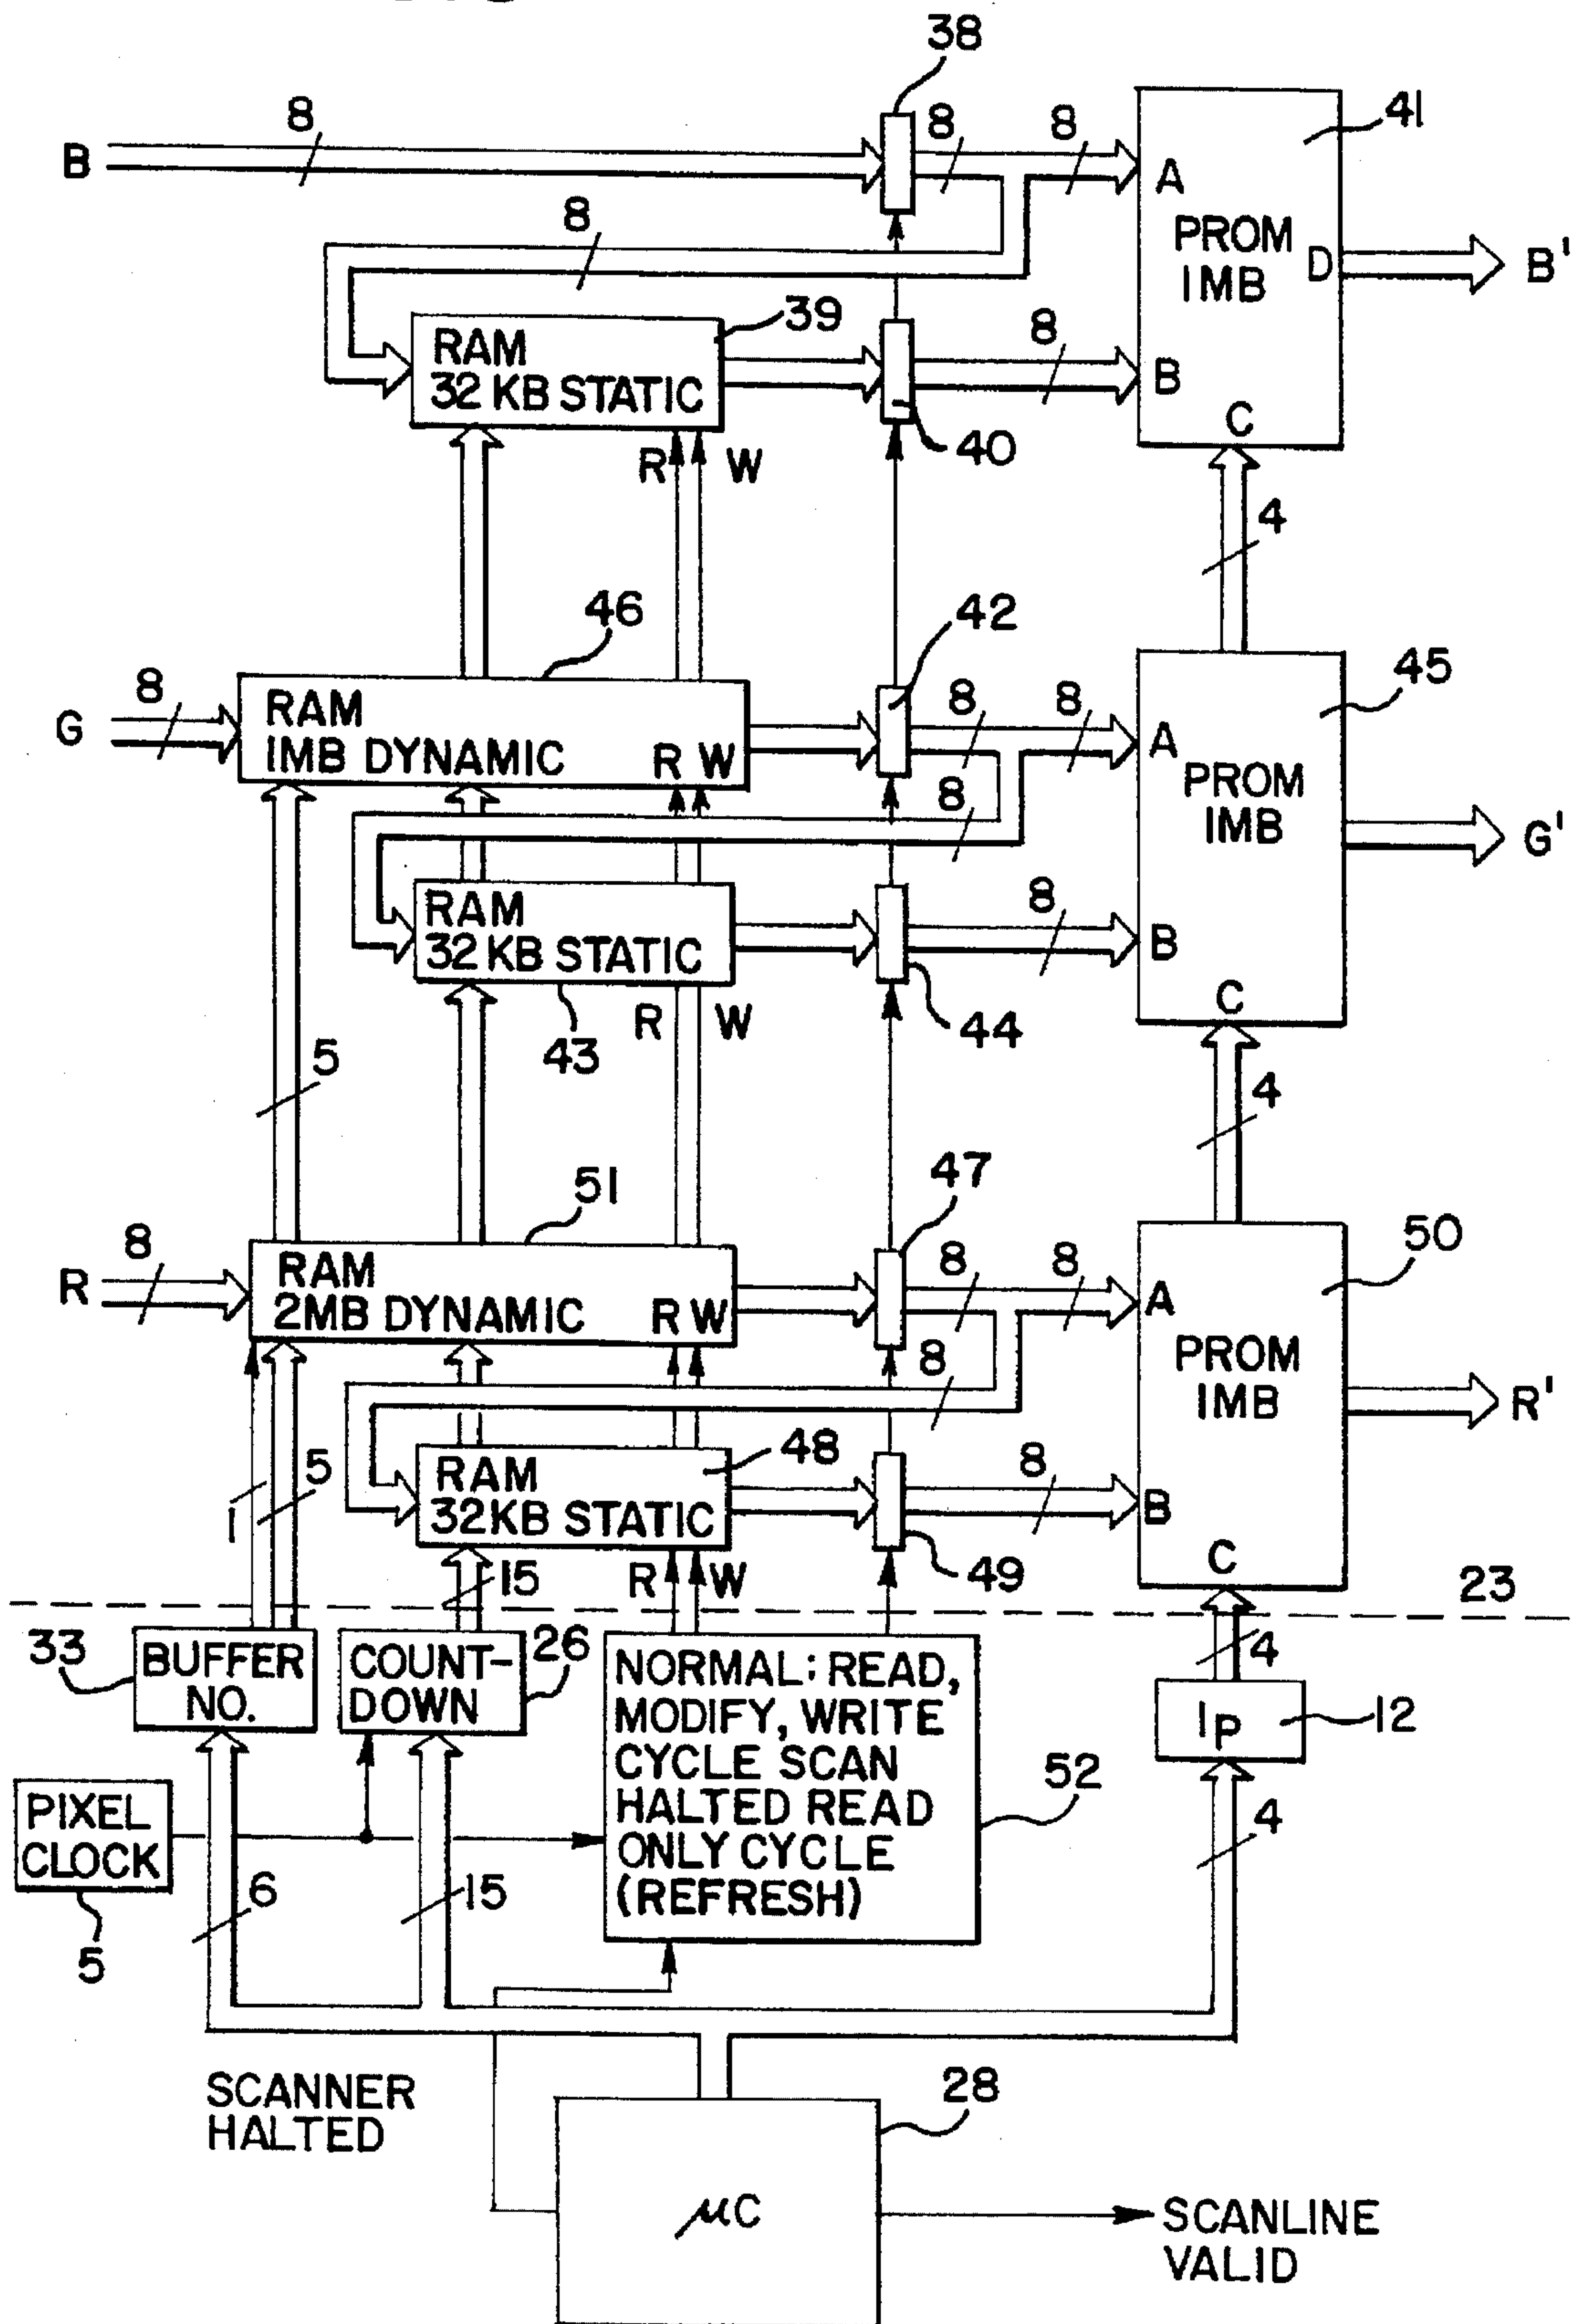 38
8
8
8
41
B
A
8
PROM
1MB
D
B'
39
8
RAM
32 KB STATIC
B
C
40
R
W
4
46
42
8
8
8
45
G
RAM
1MB DYNAMIC
R W
A
8
PROM
1MB
G'
RAM
32 KB STATIC
8
B
C
R
W
43
44
5
4
51
47
8
8
8
50
R
RAM
2MB DYNAMIC
R W
A
8
PROM
1MB
R'
48
5
1
RAM
32KB STATIC
8
B
C
15
R
W
49
23
33
BUFFER
NO.
COUNT-
DOWN
26
NORMAL: READ,
MODIFY, WRITE
CYCLE SCAN
HALTED READ
ONLY CYCLE
(REFRESH)
4
IP
12
52
PIXEL
CLOCK
4
6
15
5
SCANNER
HALTED
28
μC
SCANLINE
VALID